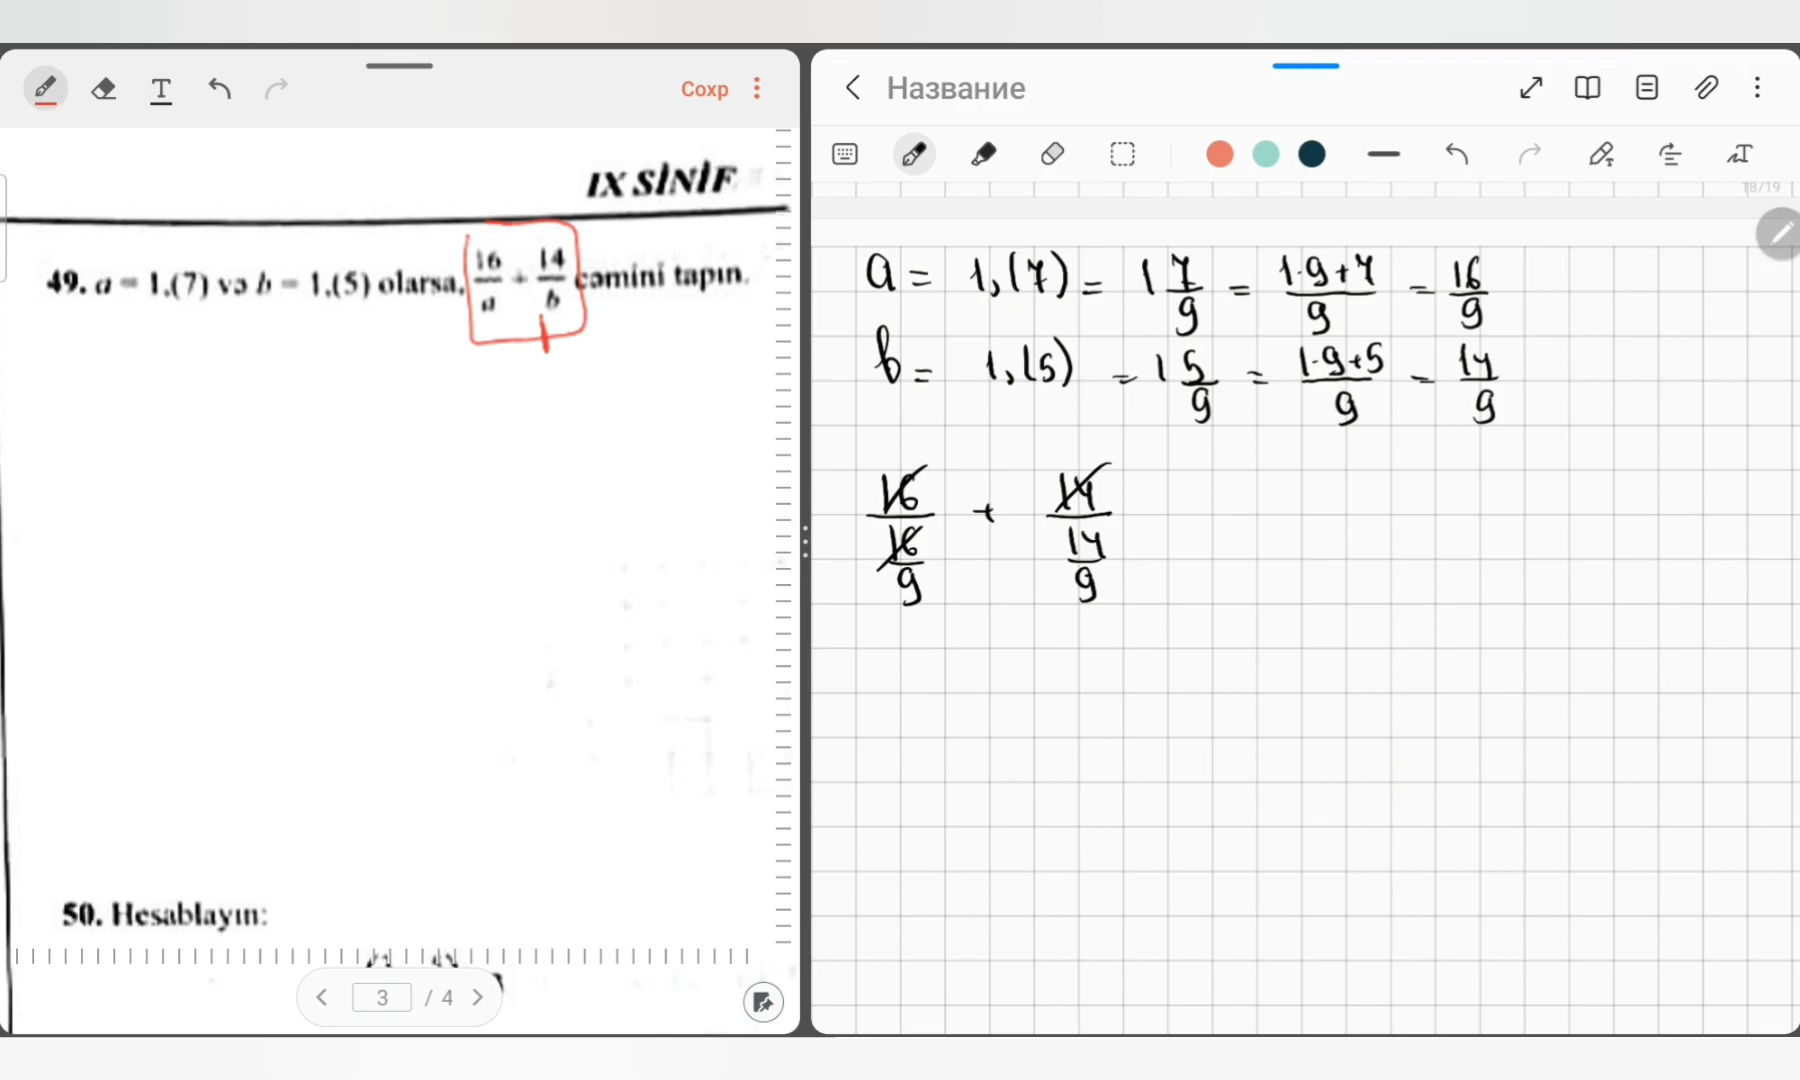 Сохр
IX SİNİF
49. a = 1,(7) və b = 1,(5) olarsa, 16/a + 14/b cəmini tapın.
50. Hesablayın:
3 / 4
Название
18/19
a = 1,(7) = 1 7/9 = 1·9+7/9 = 16/9
b = 1,(5) = 1 5/9 = 1·9+5/9 = 14/9
16/16/9 + 14/14/9